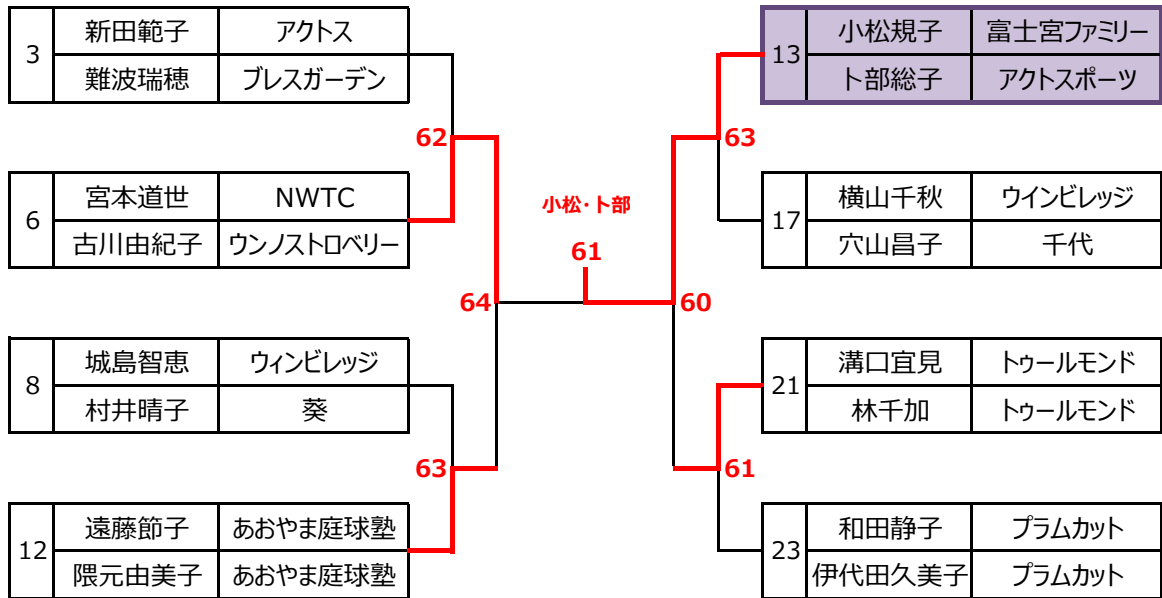 3
新田範子 アクトス
難波瑞穂 ブレスガーデン
62
6
宮本道世 NWTC
古川由紀子 ウンノストロベリー
64
8
城島智恵 ウィンビレッジ
村井晴子 葵
63
12
遠藤節子 あおやま庭球塾
隈元由美子 あおやま庭球塾
小松・卜部
61
13
小松規子 富士宮ファミリー
卜部総子 アクトスポーツ
63
17
横山千秋 ウインビレッジ
穴山昌子 千代
60
21
溝口宜見 トゥールモンド
林千加 トゥールモンド
61
23
和田静子 プラムカット
伊代田久美子 プラムカット